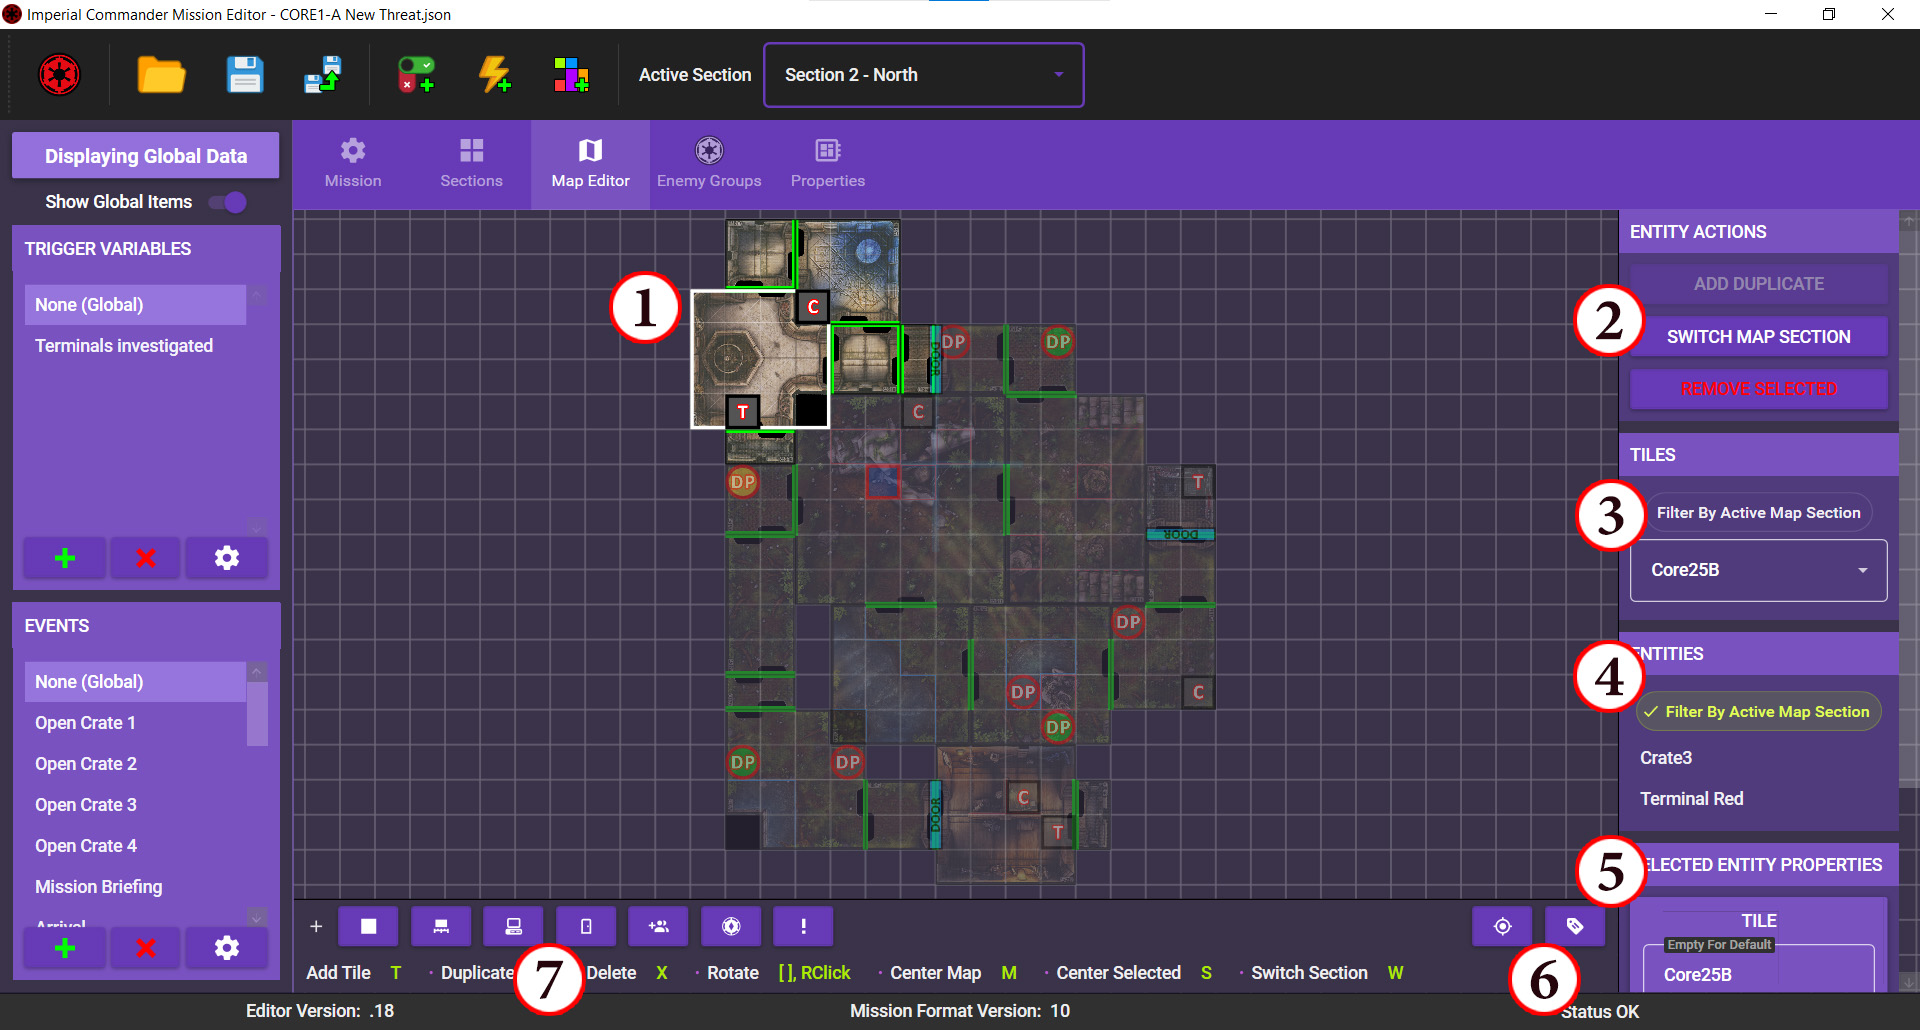 Imperial Commander Mission Editor - CORE1-A New Threat.json
Active Section
Section 2 - North
Displaying Global Data
Show Global Items
TRIGGER VARIABLES
None (Global)
Terminals investigated
EVENTS
None (Global)
Open Crate 1
Open Crate 2
Open Crate 3
Open Crate 4
Mission Briefing
Arrival
Mission
Sections
Map Editor
Enemy Groups
Properties
1
C
DP
DP
DOOR
T
C
DP
T
DOOR
DP
DP
C
DP
DP
DP
C
DOOR
T
ENTITY ACTIONS
ADD DUPLICATE
2
SWITCH MAP SECTION
REMOVE SELECTED
TILES
3
Filter By Active Map Section
Core25B
4
ENTITIES
Filter By Active Map Section
Crate3
Terminal Red
5
SELECTED ENTITY PROPERTIES
TILE
Empty For Default
Core25B
Add Tile T · Duplicate 7 Delete X · Rotate [ ], RClick · Center Map M · Center Selected S · Switch Section W
6
Editor Version: .18
Mission Format Version: 10
Status OK